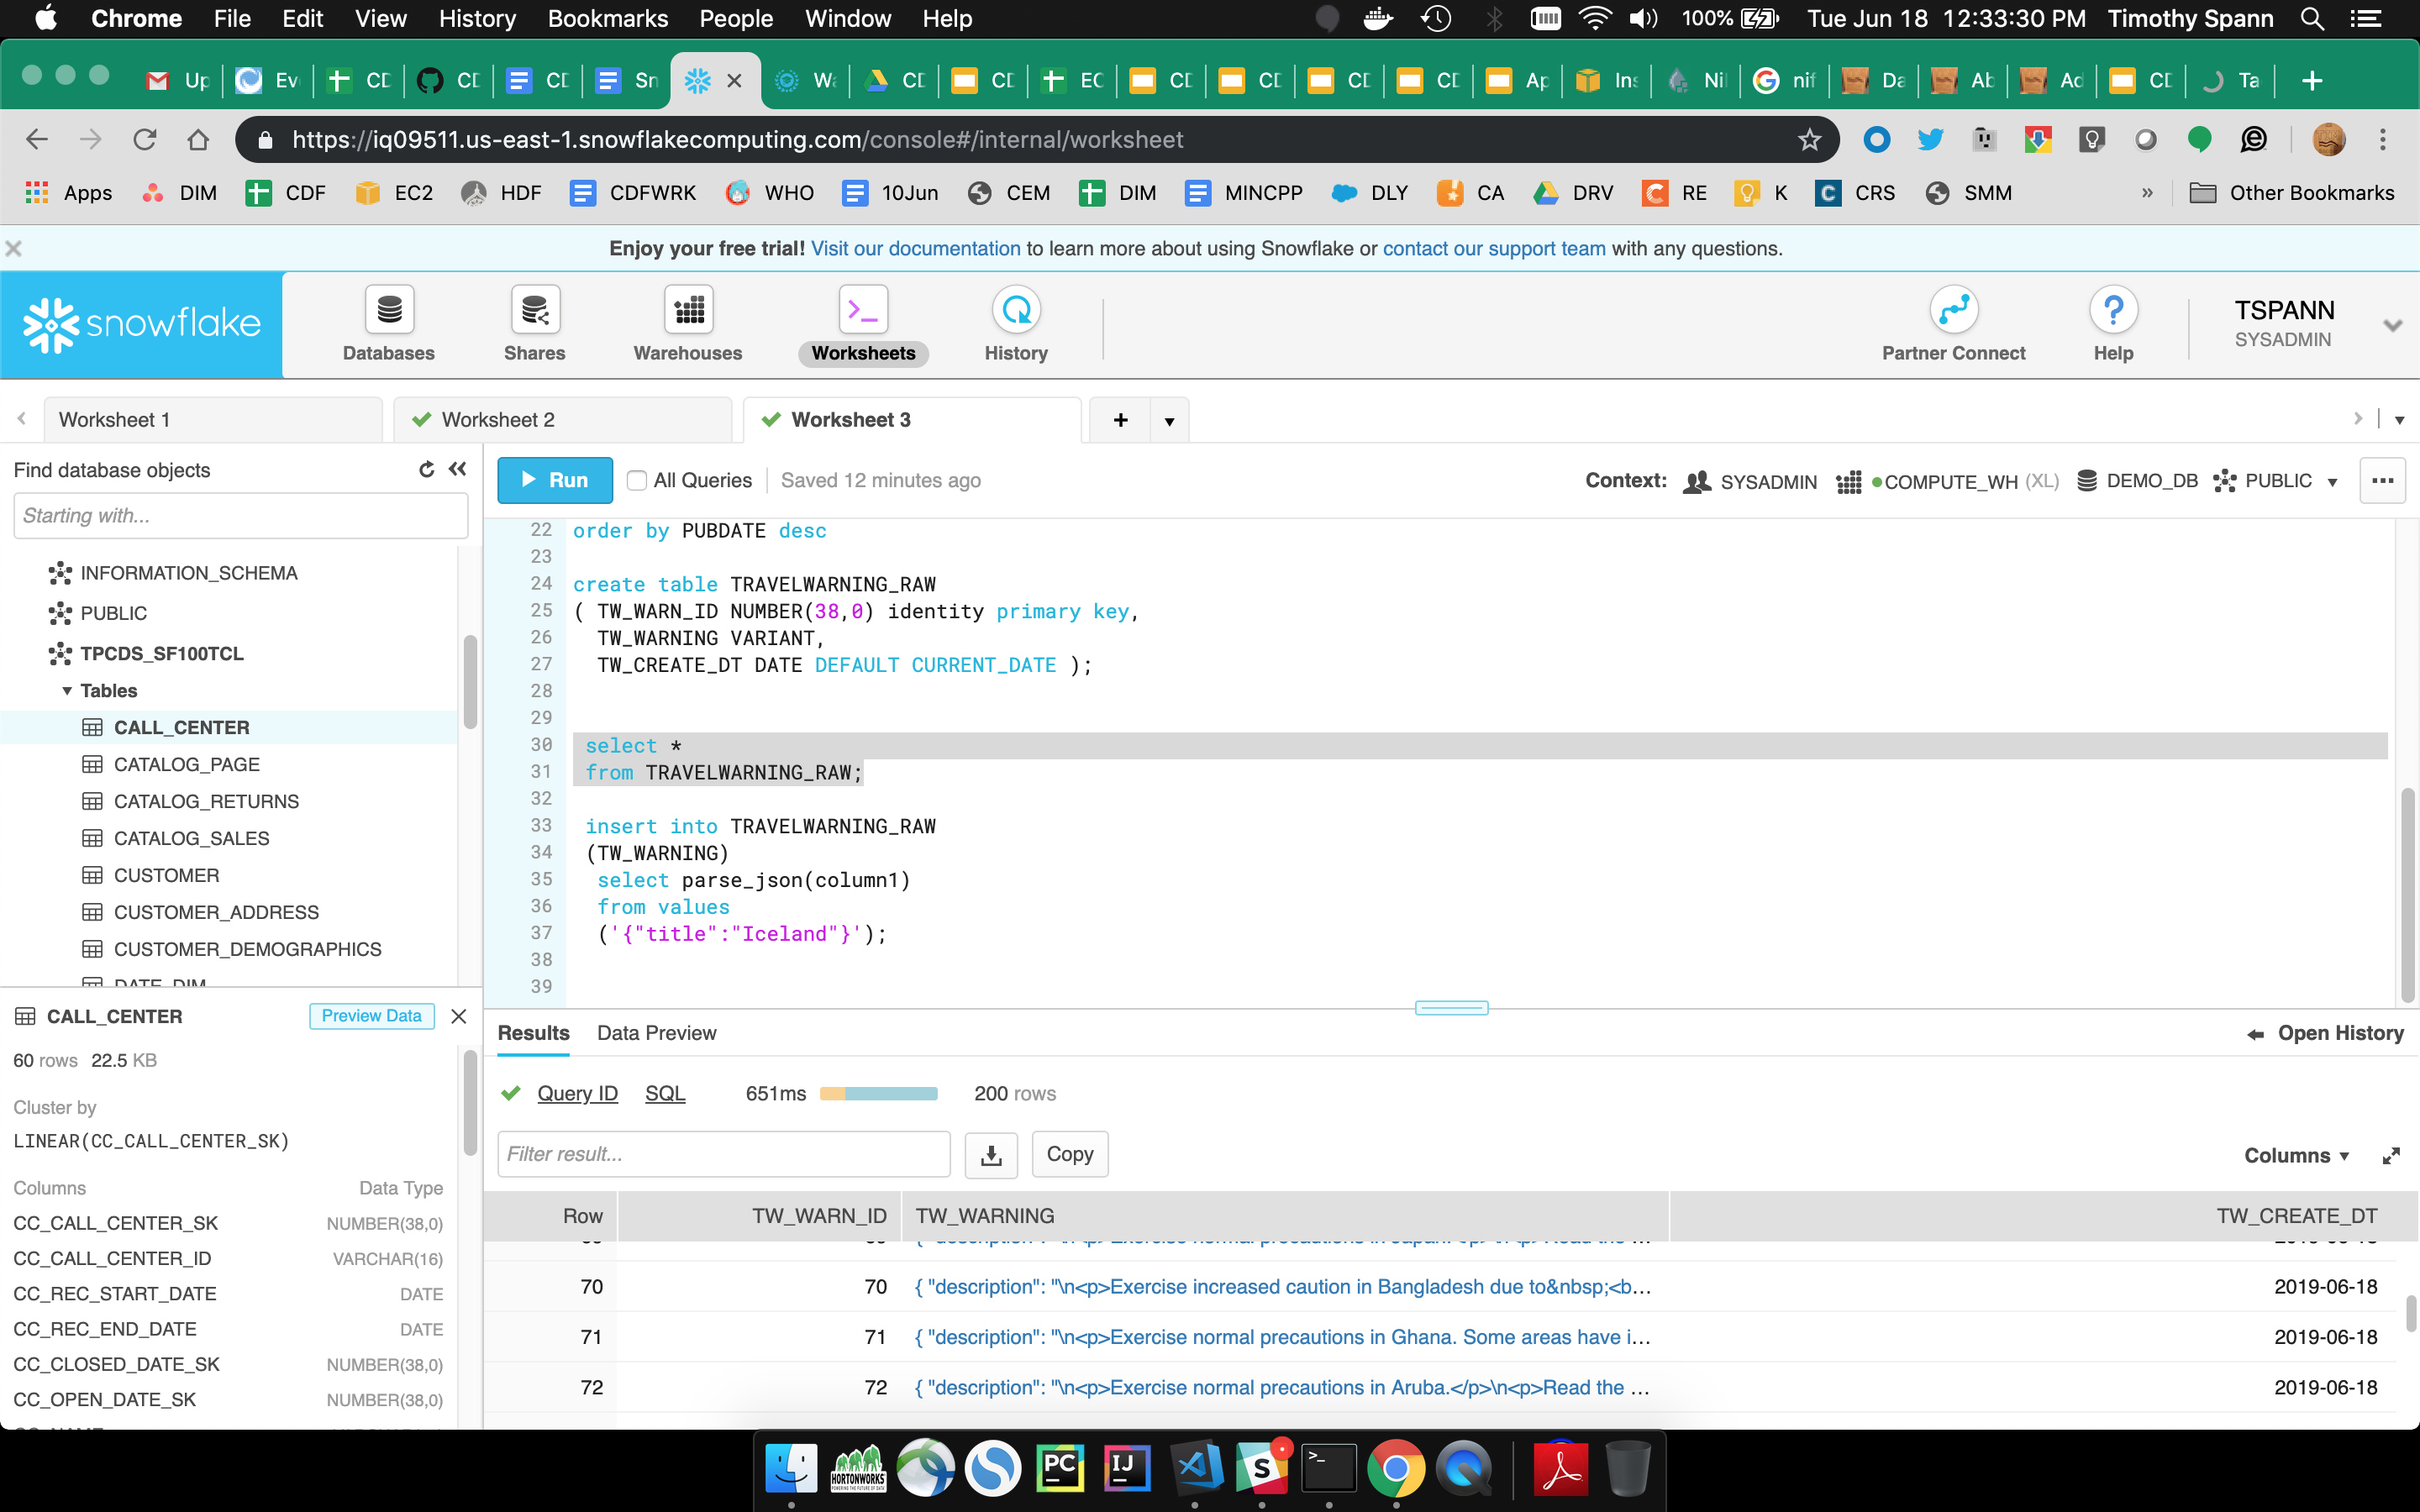 Chrome File Edit View History Bookmarks People Window Help 100% Tue Jun 18 12:33:30 PM Timothy Spann
Up Ev CD CD CD Sn Wa CD CD EC CD CD CD CD Ap Ins Ni nif Da Ab Ad CD Ta
https://iq09511.us-east-1.snowflakecomputing.com/console#/internal/worksheet
Apps DIM CDF EC2 HDF CDFWRK WHO 10Jun CEM DIM MINCPP DLY CA DRV RE K CRS SMM » Other Bookmarks
Enjoy your free trial! Visit our documentation to learn more about using Snowflake or contact our support team with any questions.
snowflake Databases Shares Warehouses Worksheets History Partner Connect Help TSPANN
SYSADMIN
Worksheet 1 Worksheet 2 Worksheet 3 +
Find database objects
Starting with...
INFORMATION_SCHEMA
PUBLIC
TPCDS_SF100TCL
Tables
CALL_CENTER
CATALOG_PAGE
CATALOG_RETURNS
CATALOG_SALES
CUSTOMER
CUSTOMER_ADDRESS
CUSTOMER_DEMOGRAPHICS
DATE_DIM
CALL_CENTER Preview Data
60 rows 22.5 KB
Cluster by
LINEAR(CC_CALL_CENTER_SK)
Columns Data Type
CC_CALL_CENTER_SK NUMBER(38,0)
CC_CALL_CENTER_ID VARCHAR(16)
CC_REC_START_DATE DATE
CC_REC_END_DATE DATE
CC_CLOSED_DATE_SK NUMBER(38,0)
CC_OPEN_DATE_SK NUMBER(38,0)
Run All Queries Saved 12 minutes ago Context: SYSADMIN COMPUTE_WH (XL) DEMO_DB PUBLIC ...
22 order by PUBDATE desc
23
24 create table TRAVELWARNING_RAW
25 ( TW_WARN_ID NUMBER(38,0) identity primary key,
26 TW_WARNING VARIANT,
27 TW_CREATE_DT DATE DEFAULT CURRENT_DATE );
28
29
30 select *
31 from TRAVELWARNING_RAW;
32
33 insert into TRAVELWARNING_RAW
34 (TW_WARNING)
35 select parse_json(column1)
36 from values
37 ('{"title":"Iceland"}');
38
39
Results Data Preview Open History
Query ID SQL 651ms 200 rows
Filter result... Copy Columns
Row TW_WARN_ID TW_WARNING TW_CREATE_DT
70 70 { "description": "\n<p>Exercise increased caution in Bangladesh due to&nbsp;<b... 2019-06-18
71 71 { "description": "\n<p>Exercise normal precautions in Ghana. Some areas have i... 2019-06-18
72 72 { "description": "\n<p>Exercise normal precautions in Aruba.</p>\n<p>Read the ... 2019-06-18
HORTONWORKS PC IJ S >_